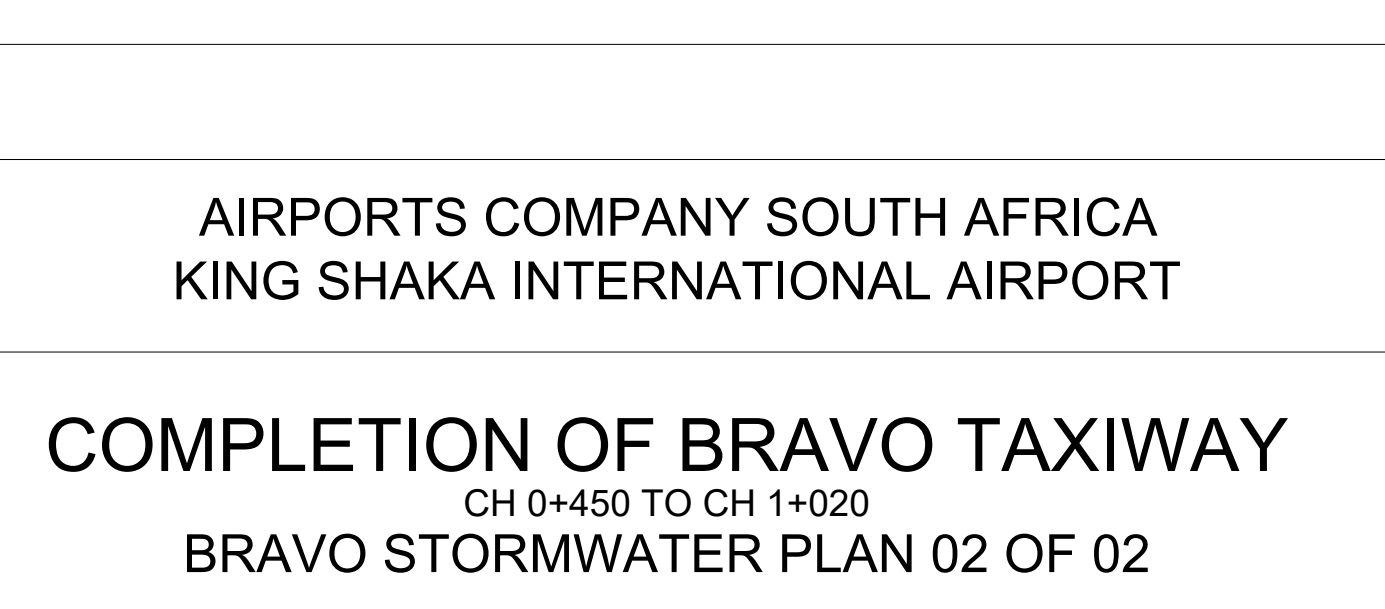 AIRPORTS COMPANY SOUTH AFRICA
KING SHAKA INTERNATIONAL AIRPORT
COMPLETION OF BRAVO TAXIWAY
CH 0+450 TO CH 1+020
BRAVO STORMWATER PLAN 02 OF 02